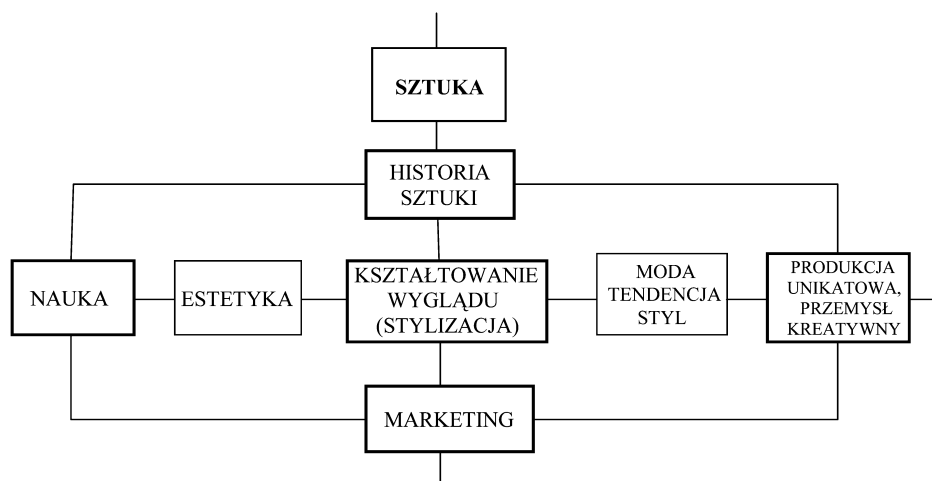 SZTUKA
HISTORIA
SZTUKI
NAUKA
ESTETYKA
KSZTAŁTOWANIE
WYGLĄDU
(STYLIZACJA)
MODA
TENDENCJA
STYL
PRODUKCJA
UNIKATOWA,
PRZEMYSŁ
KREATYWNY
MARKETING